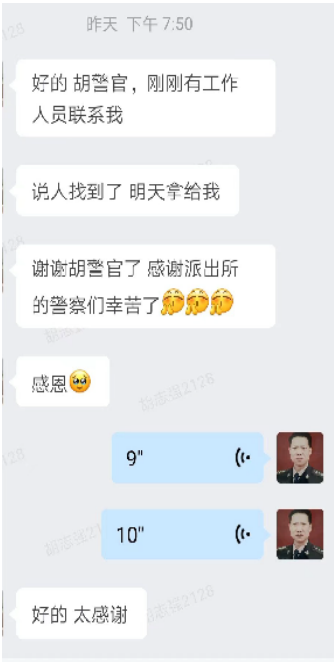 昨天 下午 7:50
好的 胡警官，刚刚有工作
人员联系我
说人找到了 明天拿给我
谢谢胡警官了 感谢派出所
的警察们幸苦了
感恩
9"
10"
好的 太感谢